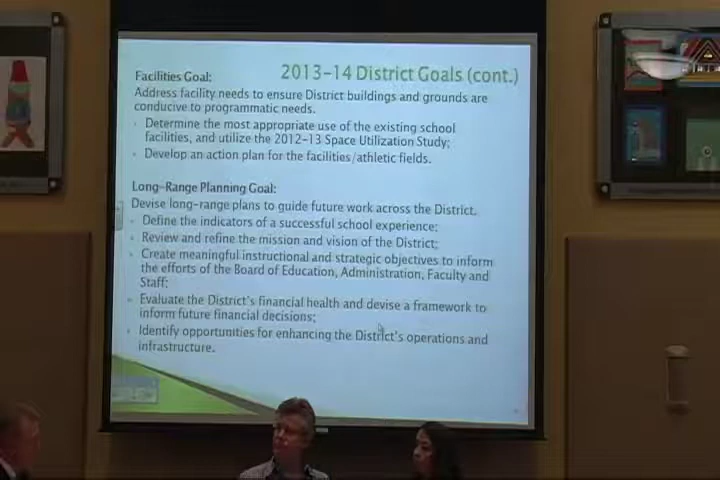 2013-14 District Goals (cont.)
Facilities Goal:
Address facility needs to ensure District buildings and grounds are
conducive to programmatic needs.
Determine the most appropriate use of the existing school
facilities, and utilize the 2012-13 Space Utilization Study;
Develop an action plan for the facilities/athletic fields.
Long-Range Planning Goal:
Devise long-range plans to guide future work across the District.
Define the indicators of a successful school experience;
Review and refine the mission and vision of the District;
Create meaningful instructional and strategic objectives to inform
the efforts of the Board of Education, Administration, Faculty and
Staff;
Evaluate the District's financial health and devise a framework to
inform future financial decisions;
Identify opportunities for enhancing the District's operations and
infrastructure.